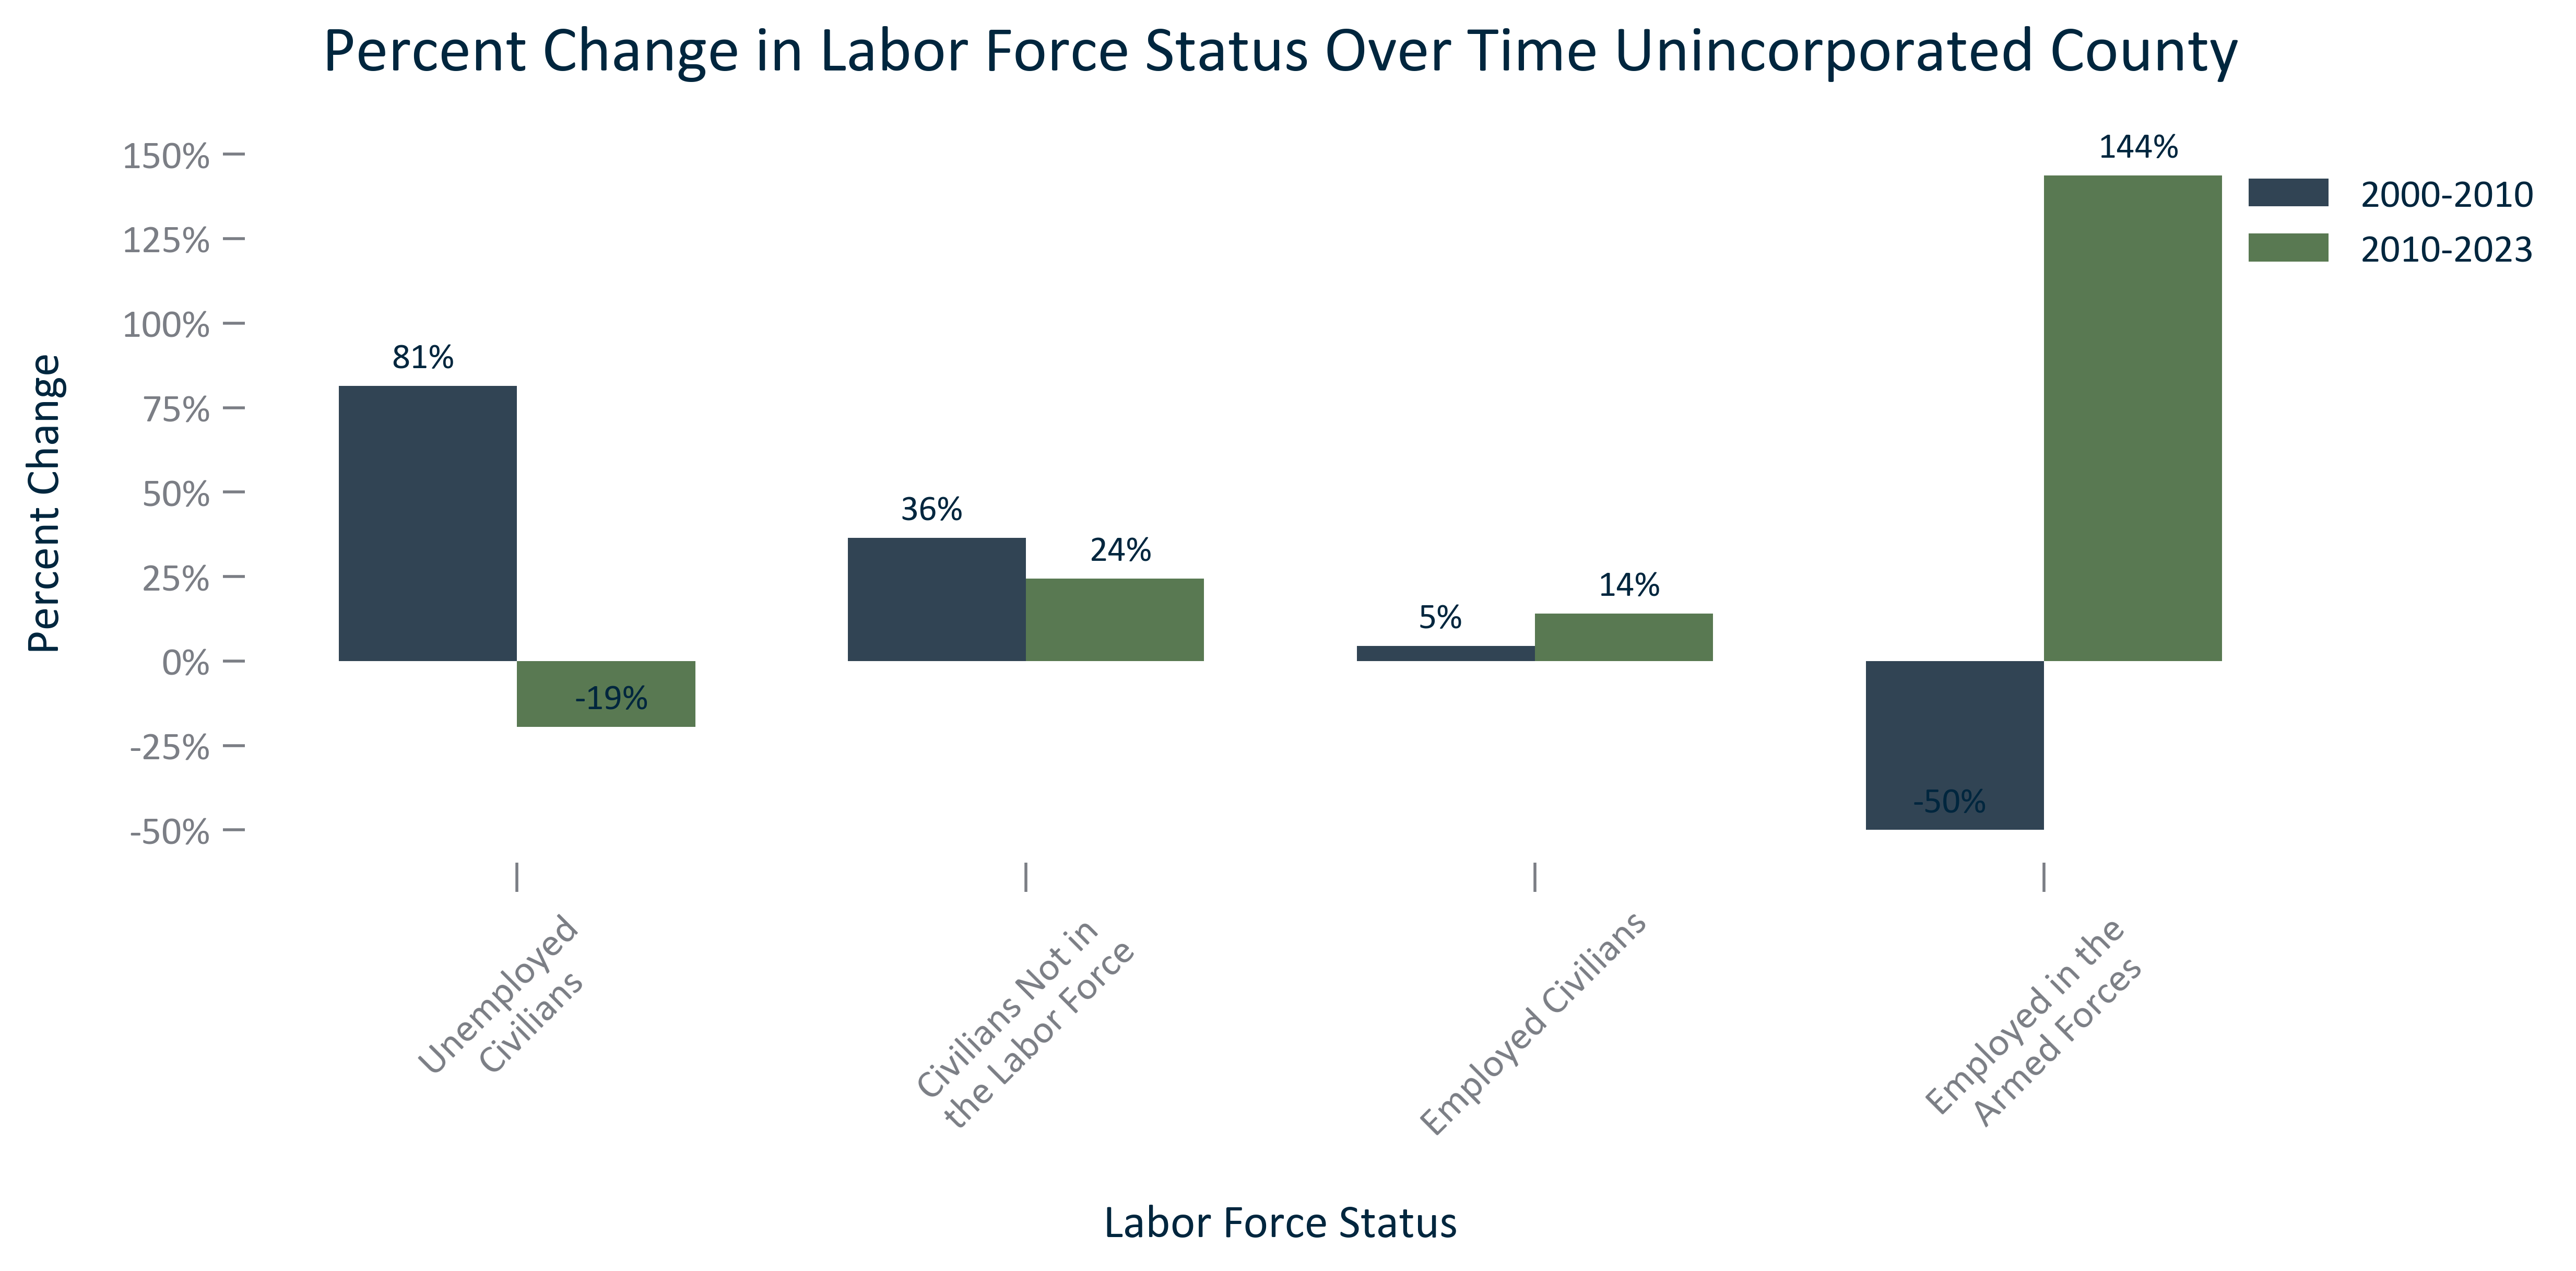 Percent Change in Labor Force Status Over Time Unincorporated County
150%
125%
100%
75%
50%
25%
0%
-25%
-50%
Percent Change
81%
-19%
36%
24%
5%
14%
-50%
144%
2000-2010
2010-2023
Unemployed
Civilians
Civilians Not in
the Labor Force
Employed Civilians
Employed in the
Armed Forces
Labor Force Status